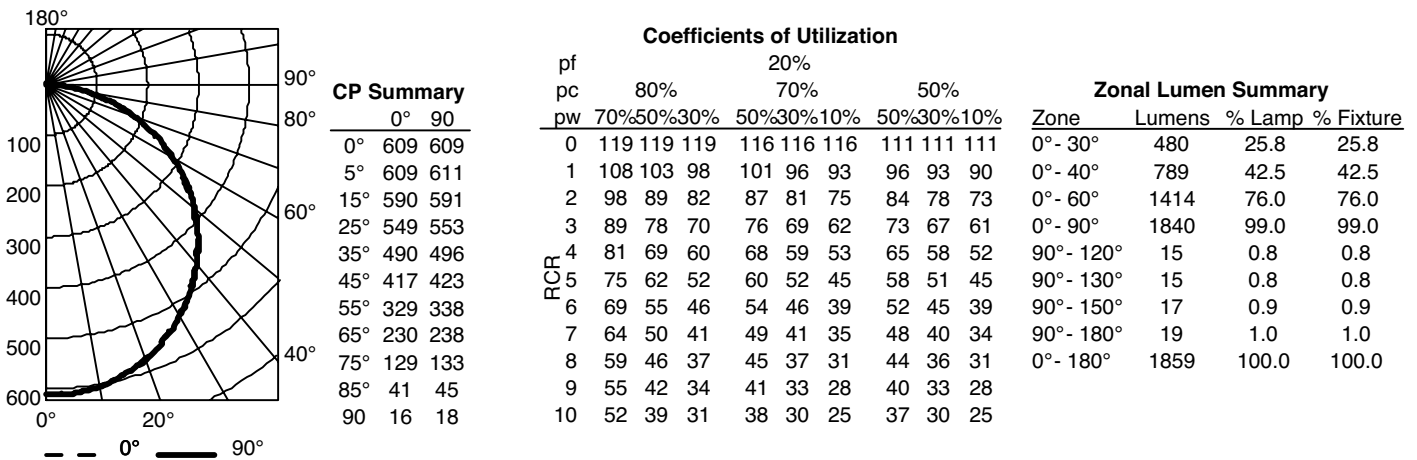 180°
90°
80°
60°
40°
100
200
300
400
500
600
0° 20°
0° 90°
CP Summary
0° 90
0° 609 609
5° 609 611
15° 590 591
25° 549 553
35° 490 496
45° 417 423
55° 329 338
65° 230 238
75° 129 133
85° 41 45
90 16 18
Coefficients of Utilization
pf 20%
pc 80% 70% 50%
pw 70%50%30% 50%30%10% 50%30%10%
RCR
0 119 119 119 116 116 116 111 111 111
1 108 103 98 101 96 93 96 93 90
2 98 89 82 87 81 75 84 78 73
3 89 78 70 76 69 62 73 67 61
4 81 69 60 68 59 53 65 58 52
5 75 62 52 60 52 45 58 51 45
6 69 55 46 54 46 39 52 45 39
7 64 50 41 49 41 35 48 40 34
8 59 46 37 45 37 31 44 36 31
9 55 42 34 41 33 28 40 33 28
10 52 39 31 38 30 25 37 30 25
Zonal Lumen Summary
Zone Lumens % Lamp % Fixture
0°- 30° 480 25.8 25.8
0°- 40° 789 42.5 42.5
0°- 60° 1414 76.0 76.0
0°- 90° 1840 99.0 99.0
90°- 120° 15 0.8 0.8
90°- 130° 15 0.8 0.8
90°- 150° 17 0.9 0.9
90°- 180° 19 1.0 1.0
0°- 180° 1859 100.0 100.0